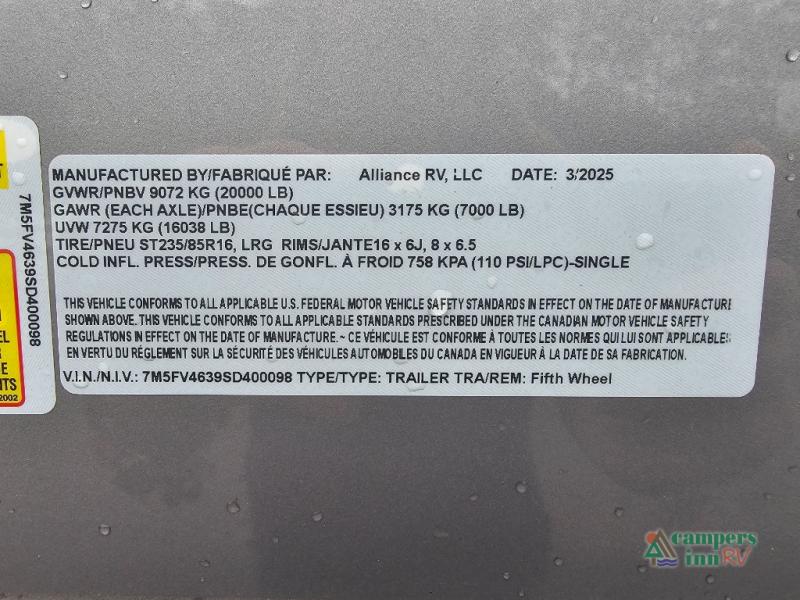 MANUFACTURED BY/FABRIQUÉ PAR: Alliance RV, LLC DATE: 3/2025
GVWR/PNBV 9072 KG (20000 LB)
GAWR (EACH AXLE)/PNBE(CHAQUE ESSIEU) 3175 KG (7000 LB)
UVW 7275 KG (16038 LB)
TIRE/PNEU ST235/85R16, LRG RIMS/JANTE16 x 6J, 8 x 6.5
COLD INFL. PRESS/PRESS. DE GONFL. À FROID 758 KPA (110 PSI/LPC)-SINGLE
THIS VEHICLE CONFORMS TO ALL APPLICABLE U.S. FEDERAL MOTOR VEHICLE SAFETY STANDARDS IN EFFECT ON THE DATE OF MANUFACTURE
SHOWN ABOVE. THIS VEHICLE CONFORMS TO ALL APPLICABLE STANDARDS PRESCRIBED UNDER THE CANADIAN MOTOR VEHICLE SAFETY
REGULATIONS IN EFFECT ON THE DATE OF MANUFACTURE. ~ CE VÉHICULE EST CONFORME À TOUTES LES NORMES QUI LUI SONT APPLICABLES
EN VERTU DU RÉGLEMENT SUR LA SÉCURITÉ DES VÉHICULES AUTOMOBILES DU CANADA EN VIGUEUR À LA DATE DE SA FABRICATION.
V.I.N./N.I.V.: 7M5FV4639SD400098 TYPE/TYPE: TRAILER TRA/REM: Fifth Wheel
7M5FV4639SD400098
2002
campers
inn RV